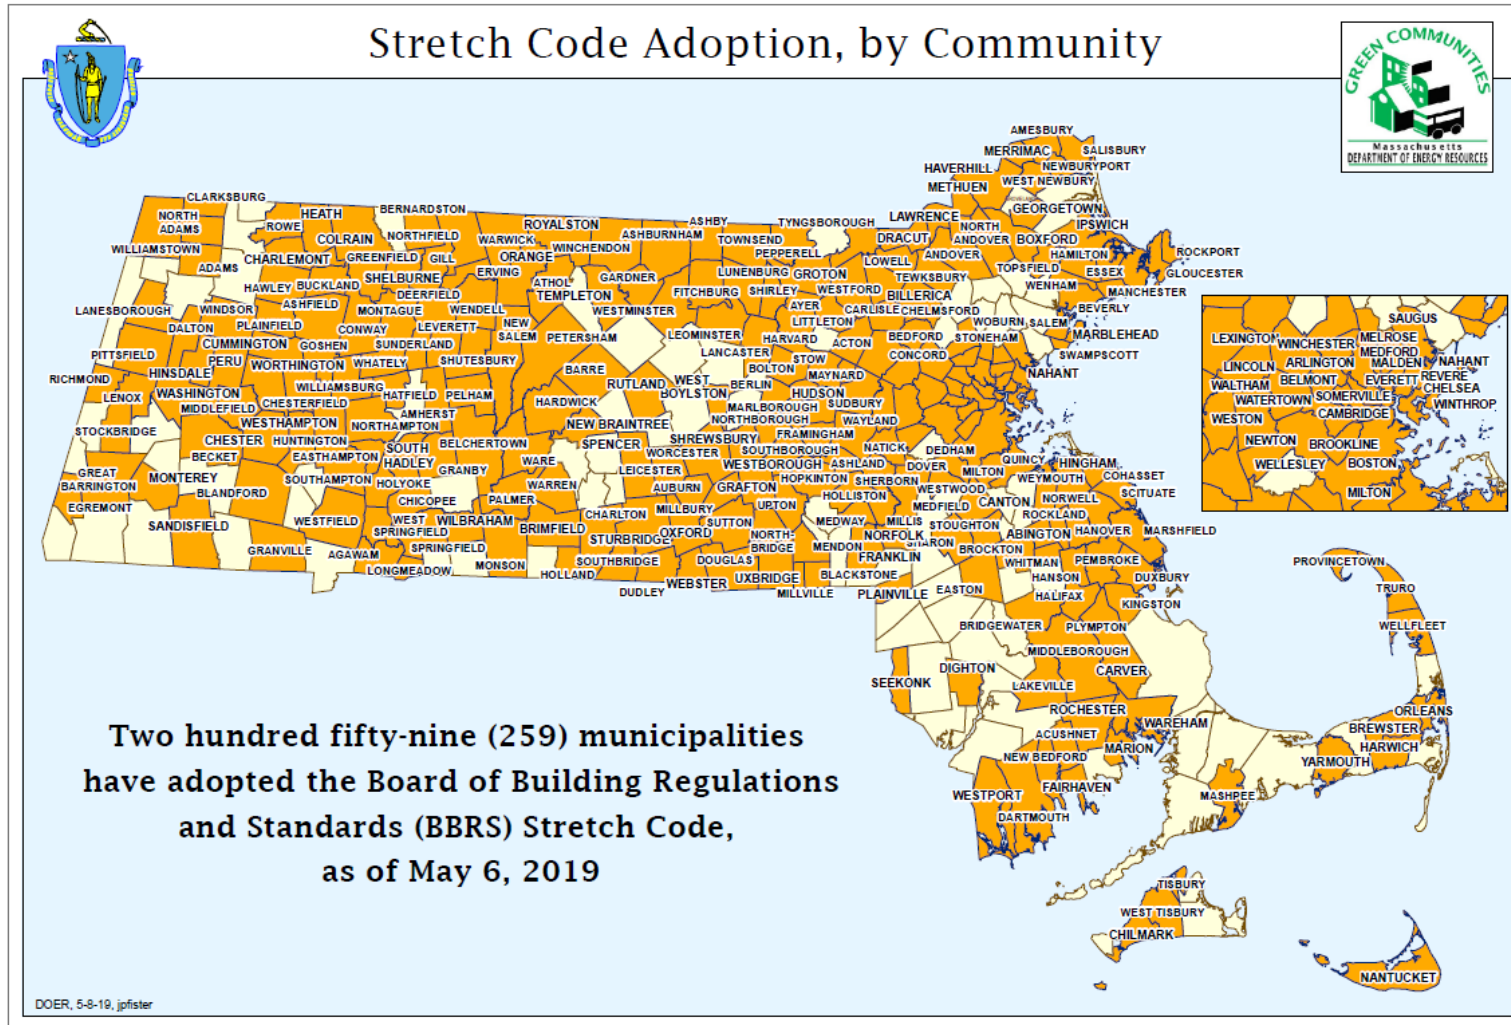 Stretch Code Adoption, by Community
GREEN COMMUNITIES
Massachusetts
DEPARTMENT OF ENERGY RESOURCES
AMESBURY
MERRIMAC
SALISBURY
HAVERHILL
NEWBURYPORT
METHUEN
WEST NEWBURY
CLARKSBURG
NORTH
ADAMS
ROWE
HEATH
BERNARDSTON
COLRAIN
NORTHFIELD
WARWICK
ROYALSTON
ORANGE
WINCHENDON
ASHBURNHAM
ASHBY
TOWNSEND
TYNGSBOROUGH
PEPPERELL
LAWRENCE
DRACUT
NORTH
ANDOVER
GEORGETOWN
IPSWICH
BOXFORD
ROCKPORT
WILLIAMSTOWN
ADAMS
CHARLEMONT
GREENFIELD
GILL
ERVING
LOWELL
ANDOVER
HAMILTON
TOPSFIELD
ESSEX
GLOUCESTER
HAWLEY
BUCKLAND
SHELBURNE
DEERFIELD
ATHOL
TEMPLETON
GARDNER
LUNENBURG
GROTON
FITCHBURG
SHIRLEY
WESTFORD
TEWKSBURY
BILLERICA
WENHAM
MANCHESTER
LANESBOROUGH
WINDSOR
ASHFIELD
MONTAGUE
WENDELL
WESTMINSTER
AYER
LITTLETON
CARLISLE
CHELMSFORD
BEVERLY
DALTON
PLAINFIELD
CONWAY
LEVERETT
NEW
SALEM
PETERSHAM
LEOMINSTER
HARVARD
ACTON
BEDFORD
WOBURN
SALEM
STONEHAM
MARBLEHEAD
CUMMINGTON
GOSHEN
SUNDERLAND
LANCASTER
STOW
CONCORD
SWAMPSCOTT
PITTSFIELD
PERU
WORTHINGTON
WHATELY
SHUTESBURY
BARRE
BOLTON
MAYNARD
NAHANT
RICHMOND
HINSDALE
WILLIAMSBURG
RUTLAND
WEST
BOYLSTON
BERLIN
HUDSON
SUDBURY
LENOX
WASHINGTON
MIDDLEFIELD
CHESTERFIELD
HATFIELD
PELHAM
HARDWICK
MARLBOROUGH
NORTHBOROUGH
WAYLAND
STOCKBRIDGE
WESTHAMPTON
NORTHAMPTON
AMHERST
NEW BRAINTREE
SHREWSBURY
FRAMINGHAM
CHESTER
HUNTINGTON
BECKET
EASTHAMPTON
SOUTH
HADLEY
BELCHERTOWN
SPENCER
WORCESTER
SOUTHBOROUGH
NATICK
DEDHAM
QUINCY
HINGHAM
GREAT
BARRINGTON
MONTEREY
BLANDFORD
SOUTHAMPTON
HOLYOKE
GRANBY
WARE
WARREN
LEICESTER
WESTBOROUGH
ASHLAND
HOPKINTON
SHERBORN
DOVER
MILTON
WEYMOUTH
COHASSET
EGREMONT
CHICOPEE
PALMER
AUBURN
GRAFTON
HOLLISTON
WESTWOOD
MEDFIELD
CANTON
NORWELL
SCITUATE
SANDISFIELD
WESTFIELD
WEST
SPRINGFIELD
WILBRAHAM
BRIMFIELD
CHARLTON
MILLBURY
SUTTON
UPTON
MEDWAY
MILLIS
STOUGHTON
ROCKLAND
ABINGTON
HANOVER
MARSHFIELD
GRANVILLE
AGAWAM
SPRINGFIELD
STURBRIDGE
OXFORD
NORTH-
BRIDGE
MENDON
NORFOLK
SHARON
BROCKTON
LONGMEADOW
MONSON
HOLLAND
SOUTHBRIDGE
DOUGLAS
FRANKLIN
WHITMAN
PEMBROKE
DUDLEY
WEBSTER
UXBRIDGE
MILLVILLE
BLACKSTONE
PLAINVILLE
EASTON
HANSON
HALIFAX
DUXBURY
KINGSTON
BRIDGEWATER
PLYMPTON
MIDDLEBOROUGH
SEEKONK
DIGHTON
CARVER
LAKEVILLE
ROCHESTER
WAREHAM
ACUSHNET
MARION
NEW BEDFORD
FAIRHAVEN
WESTPORT
DARTMOUTH
PROVINCETOWN
TRURO
WELLFLEET
ORLEANS
BREWSTER
HARWICH
YARMOUTH
MASHPEE
TISBURY
WEST TISBURY
CHILMARK
NANTUCKET
SAUGUS
LEXINGTON
WINCHESTER
MELROSE
MEDFORD
LINCOLN
ARLINGTON
MALDEN
NAHANT
WALTHAM
BELMONT
EVERETT
REVERE
CHELSEA
WATERTOWN
SOMERVILLE
WINTHROP
WESTON
CAMBRIDGE
NEWTON
BROOKLINE
WELLESLEY
BOSTON
MILTON
Two hundred fifty-nine (259) municipalities
have adopted the Board of Building Regulations
and Standards (BBRS) Stretch Code,
as of May 6, 2019
DOER, 5-8-19, jpfister